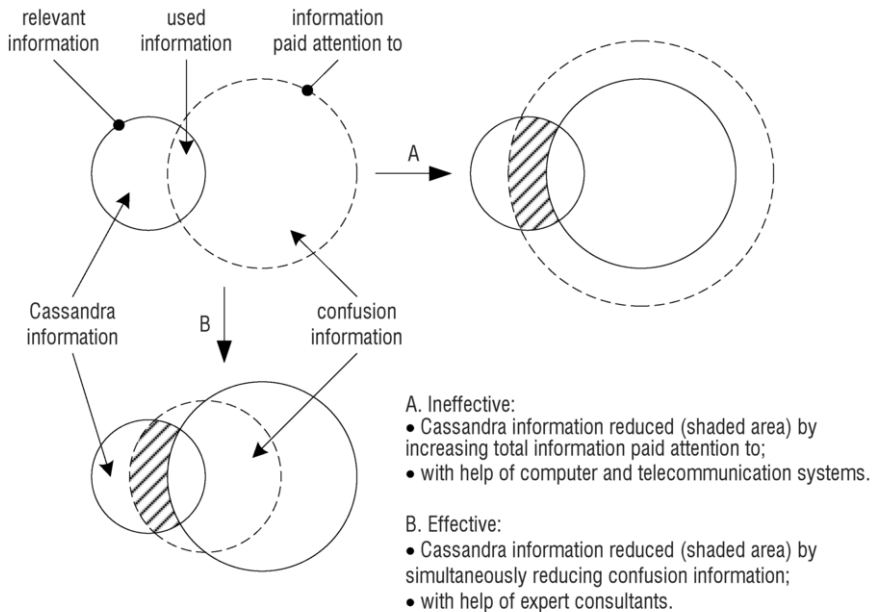 relevant
information
used
information
information
paid attention to
A
Cassandra
information
B
confusion
information
A. Ineffective:
• Cassandra information reduced (shaded area) by
increasing total information paid attention to;
• with help of computer and telecommunication systems.
B. Effective:
• Cassandra information reduced (shaded area) by
simultaneously reducing confusion information;
• with help of expert consultants.